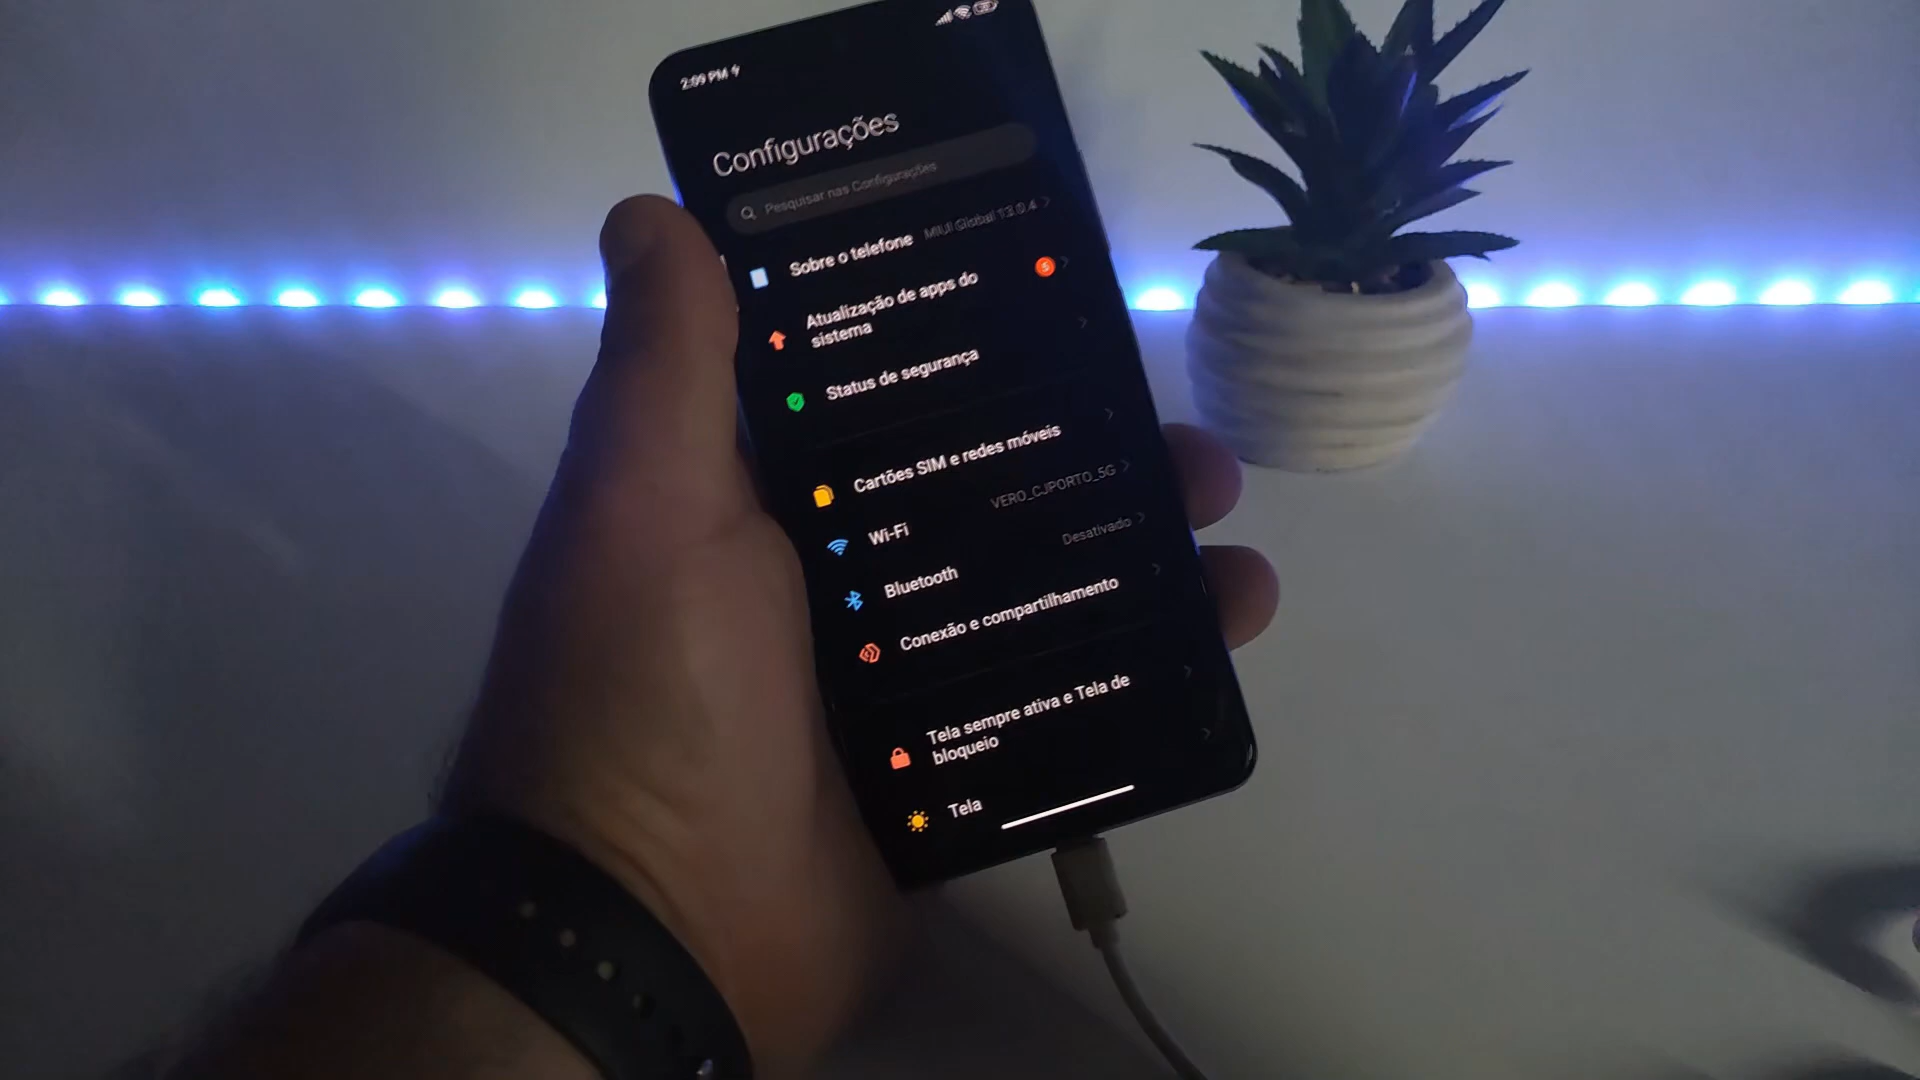 2:09 PM
Configurações
Pesquisar nas Configurações
Sobre o telefone MIUI Global 13.0.4
Atualização de apps do
sistema
5
Status de segurança
Cartões SIM e redes móveis
Wi-Fi VERO_CJPORTO_5G
Bluetooth Desativado
Conexão e compartilhamento
Tela sempre ativa e Tela de
bloqueio
Tela